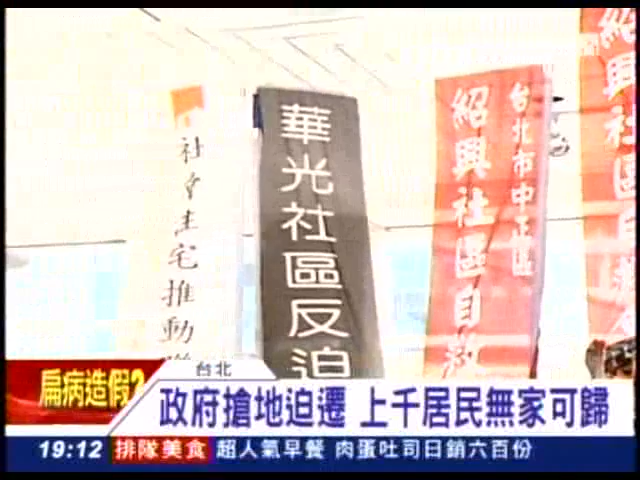 社會住宅推動
華光社區反迫
台北市中正區
紹興社區自救
紹興社區自救
扁病造假?
台北
政府搶地迫遷 上千居民無家可歸
19:12 排隊美食 超人氣早餐 肉蛋吐司日銷六百份